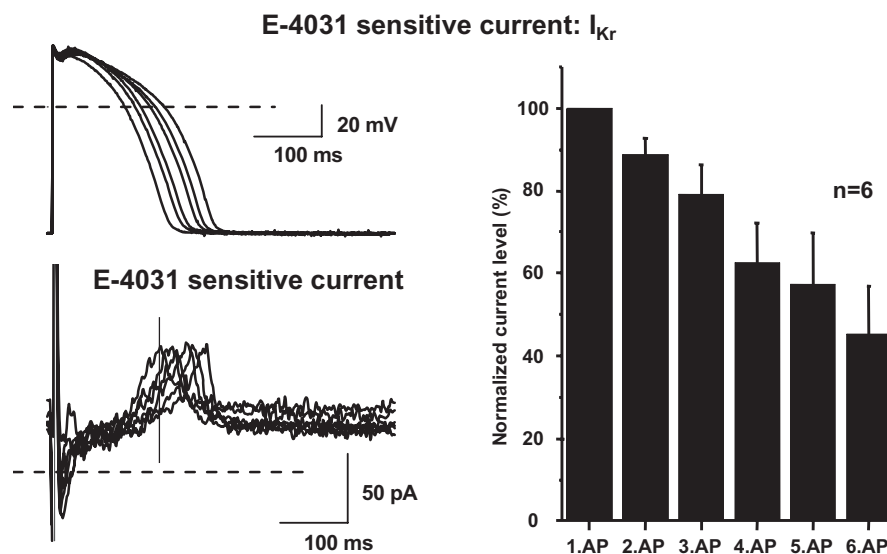 E-4031 sensitive current: IKr
20 mV
100 ms
E-4031 sensitive current
50 pA
100 ms
Normalized current level (%)
100
80
60
40
20
0
n=6
1.AP 2.AP 3.AP 4.AP 5.AP 6.AP